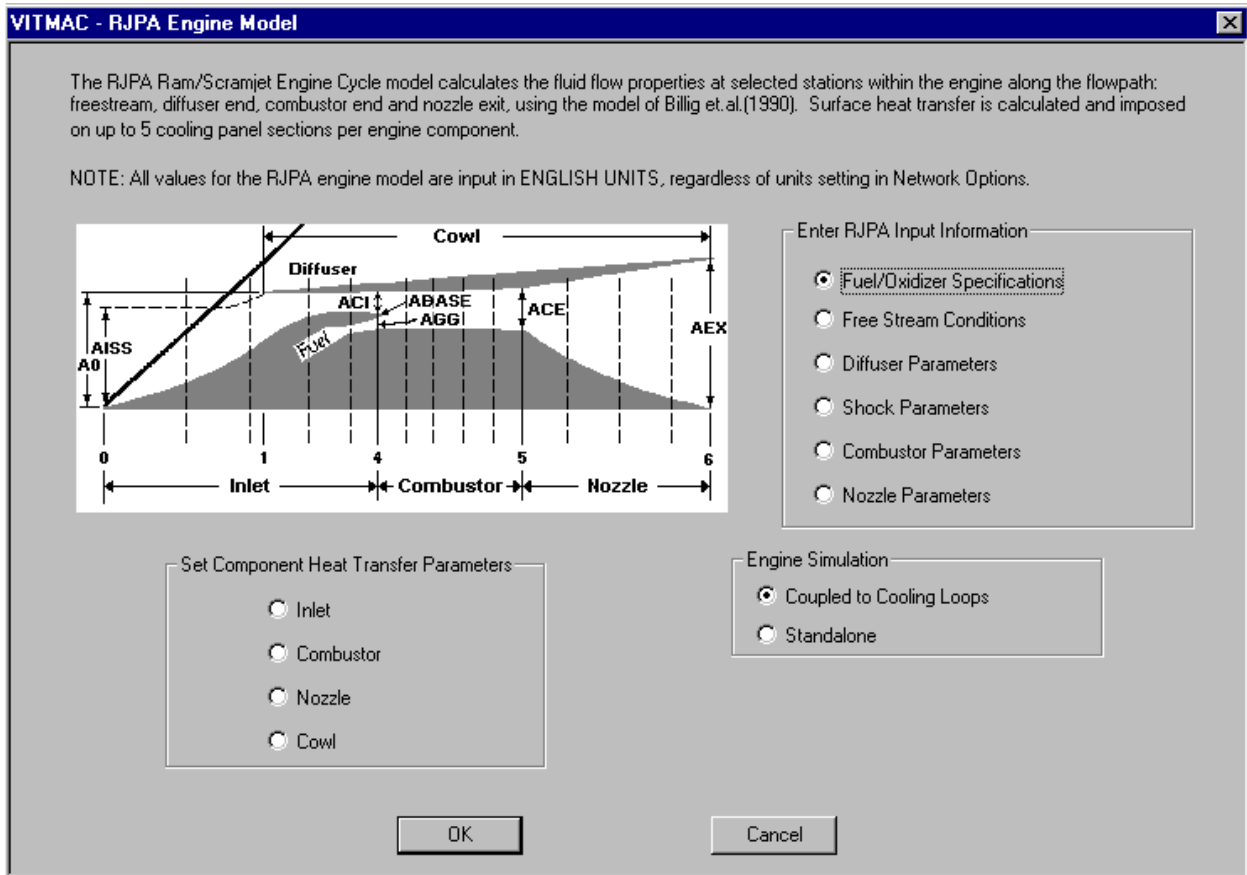 VITMAC - RJPA Engine Model
The RJPA Ram/Scramjet Engine Cycle model calculates the fluid flow properties at selected stations within the engine along the flowpath:
freestream, diffuser end, combustor end and nozzle exit, using the model of Billig et.al.(1990). Surface heat transfer is calculated and imposed
on up to 5 cooling panel sections per engine component.
NOTE: All values for the RJPA engine model are input in ENGLISH UNITS, regardless of units setting in Network Options.
Cowl
Diffuser
ACI
ABASE
AGG
ACE
AEX
Fuel
AISS
A0
0 1 4 5 6
Inlet Combustor Nozzle
Enter RJPA Input Information
Fuel/Oxidizer Specifications
Free Stream Conditions
Diffuser Parameters
Shock Parameters
Combustor Parameters
Nozzle Parameters
Set Component Heat Transfer Parameters
Inlet
Combustor
Nozzle
Cowl
Engine Simulation
Coupled to Cooling Loops
Standalone
OK
Cancel